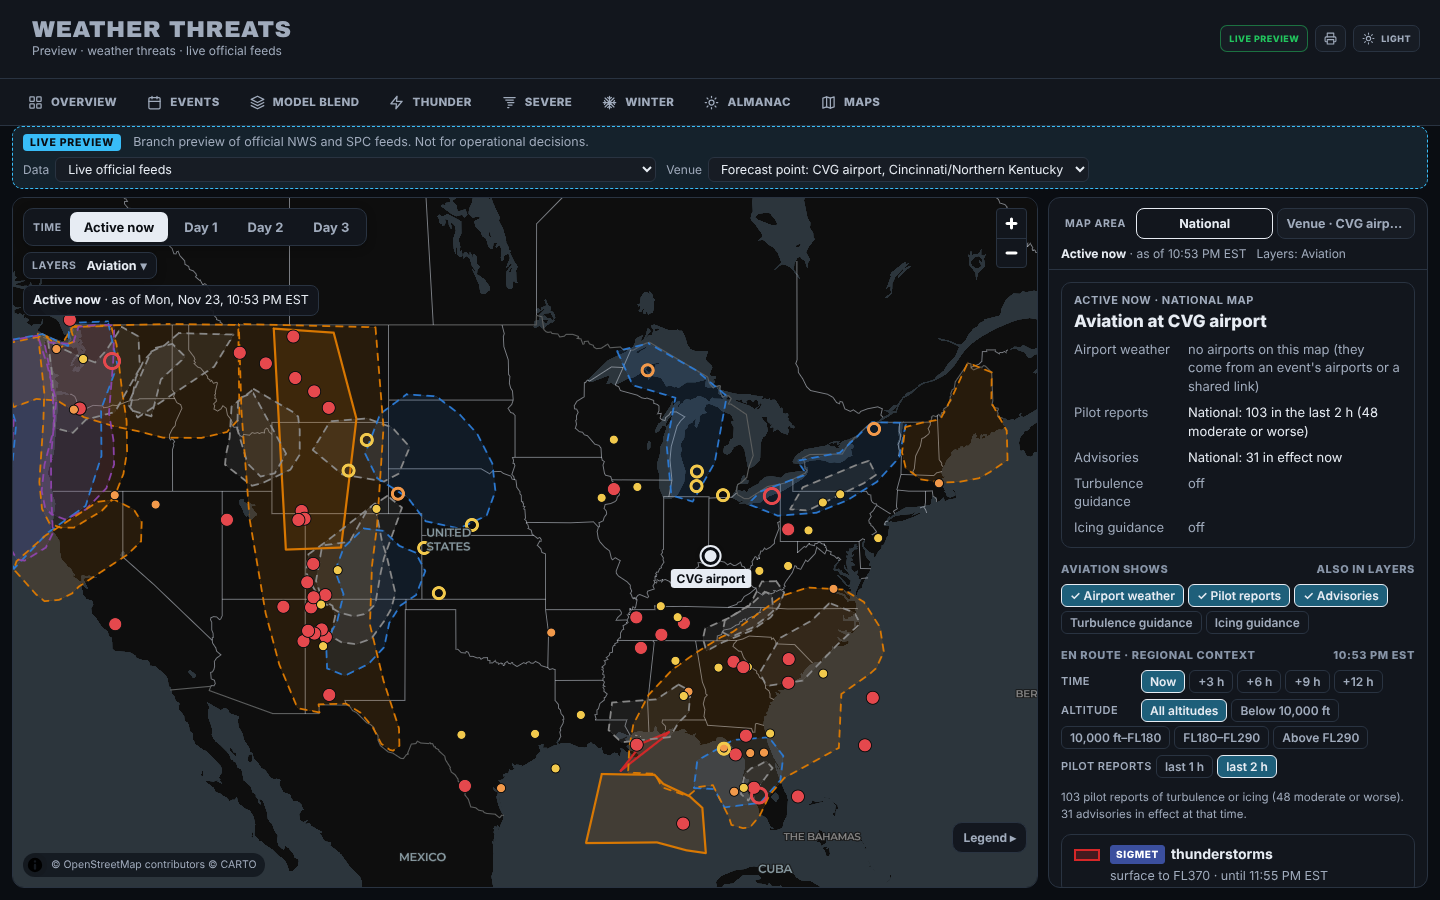 WEATHER THREATS
Preview · weather threats · live official feeds
LIVE PREVIEW
LIGHT
OVERVIEW
EVENTS
MODEL BLEND
THUNDER
SEVERE
WINTER
ALMANAC
MAPS
LIVE PREVIEW Branch preview of official NWS and SPC feeds. Not for operational decisions.
Data Live official feeds Venue Forecast point: CVG airport, Cincinnati/Northern Kentucky
TIME Active now Day 1 Day 2 Day 3
LAYERS Aviation ▾
Active now · as of Mon, Nov 23, 10:53 PM EST
+
−
UNITED
STATES
CVG airport
BER
THE BAHAMAS
MEXICO
CUBA
Legend ▸
© OpenStreetMap contributors © CARTO
MAP AREA National Venue · CVG airp...
Active now · as of 10:53 PM EST Layers: Aviation
ACTIVE NOW · NATIONAL MAP
Aviation at CVG airport
Airport weather no airports on this map (they
come from an event's airports or a
shared link)
Pilot reports National: 103 in the last 2 h (48
moderate or worse)
Advisories National: 31 in effect now
Turbulence off
guidance
Icing guidance off
AVIATION SHOWS ALSO IN LAYERS
✓ Airport weather ✓ Pilot reports ✓ Advisories
Turbulence guidance Icing guidance
EN ROUTE · REGIONAL CONTEXT 10:53 PM EST
TIME Now +3 h +6 h +9 h +12 h
ALTITUDE All altitudes Below 10,000 ft
10,000 ft–FL180 FL180–FL290 Above FL290
PILOT REPORTS last 1 h last 2 h
103 pilot reports of turbulence or icing (48 moderate or worse).
31 advisories in effect at that time.
SIGMET thunderstorms
surface to FL370 · until 11:55 PM EST